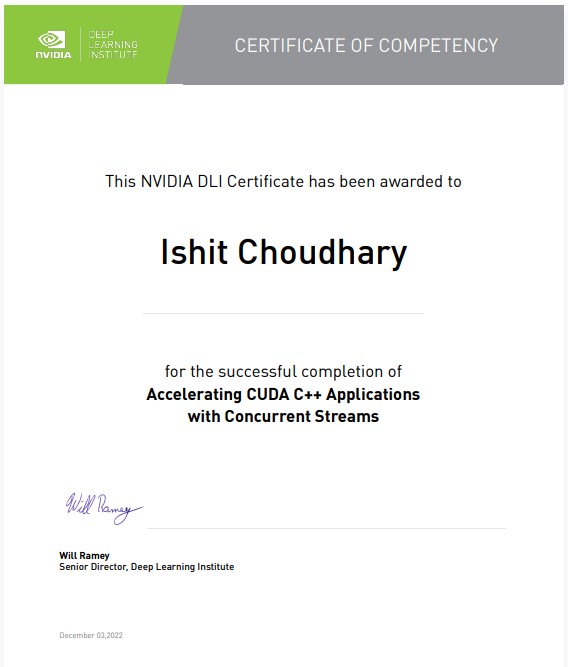 NVIDIA
DEEP
LEARNING
INSTITUTE
CERTIFICATE OF COMPETENCY
This NVIDIA DLI Certificate has been awarded to
Ishit Choudhary
for the successful completion of
Accelerating CUDA C++ Applications
with Concurrent Streams
Will Ramey
Will Ramey
Senior Director, Deep Learning Institute
December 03,2022